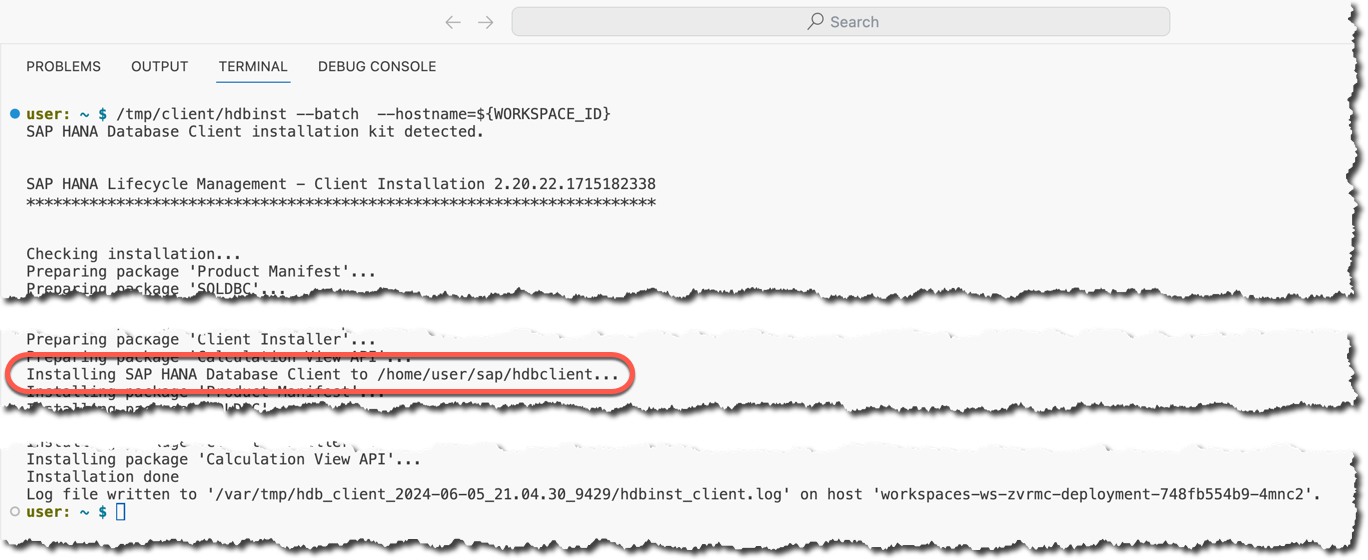 Search
PROBLEMS OUTPUT TERMINAL DEBUG CONSOLE
user: ~ $ /tmp/client/hdbinst --batch  --hostname=${WORKSPACE_ID}
SAP HANA Database Client installation kit detected.
SAP HANA Lifecycle Management - Client Installation 2.20.22.1715182338
**********************************************************************
Checking installation...
Preparing package 'Product Manifest'...
Preparing package 'SQLDBC'...
Preparing package 'Client Installer'...
Preparing package 'Calculation View API'...
Installing SAP HANA Database Client to /home/user/sap/hdbclient...
Installing package 'Product Manifest'...
Installing package 'Calculation View API'...
Installation done
Log file written to '/var/tmp/hdb_client_2024-06-05_21.04.30_9429/hdbinst_client.log' on host 'workspaces-ws-zvrmc-deployment-748fb554b9-4mnc2'.
user: ~ $